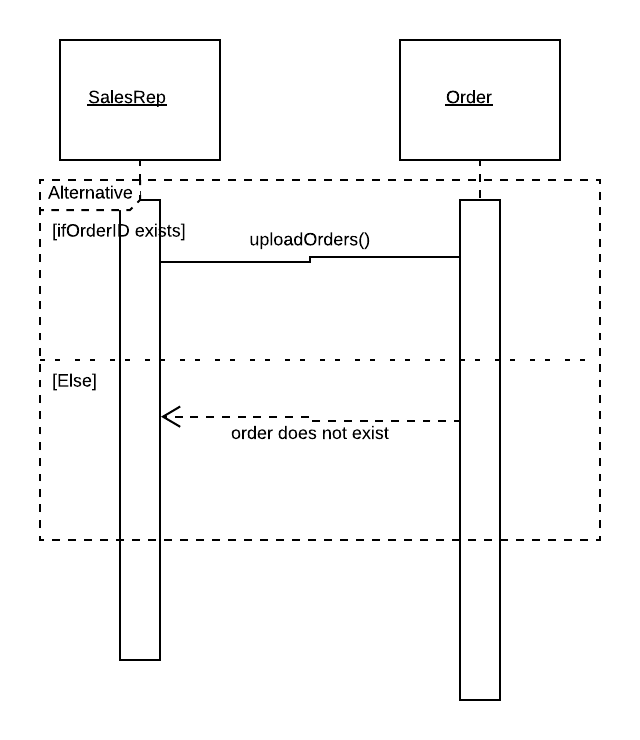 SalesRep
Order
Alternative
[ifOrderID exists]
uploadOrders()
[Else]
order does not exist